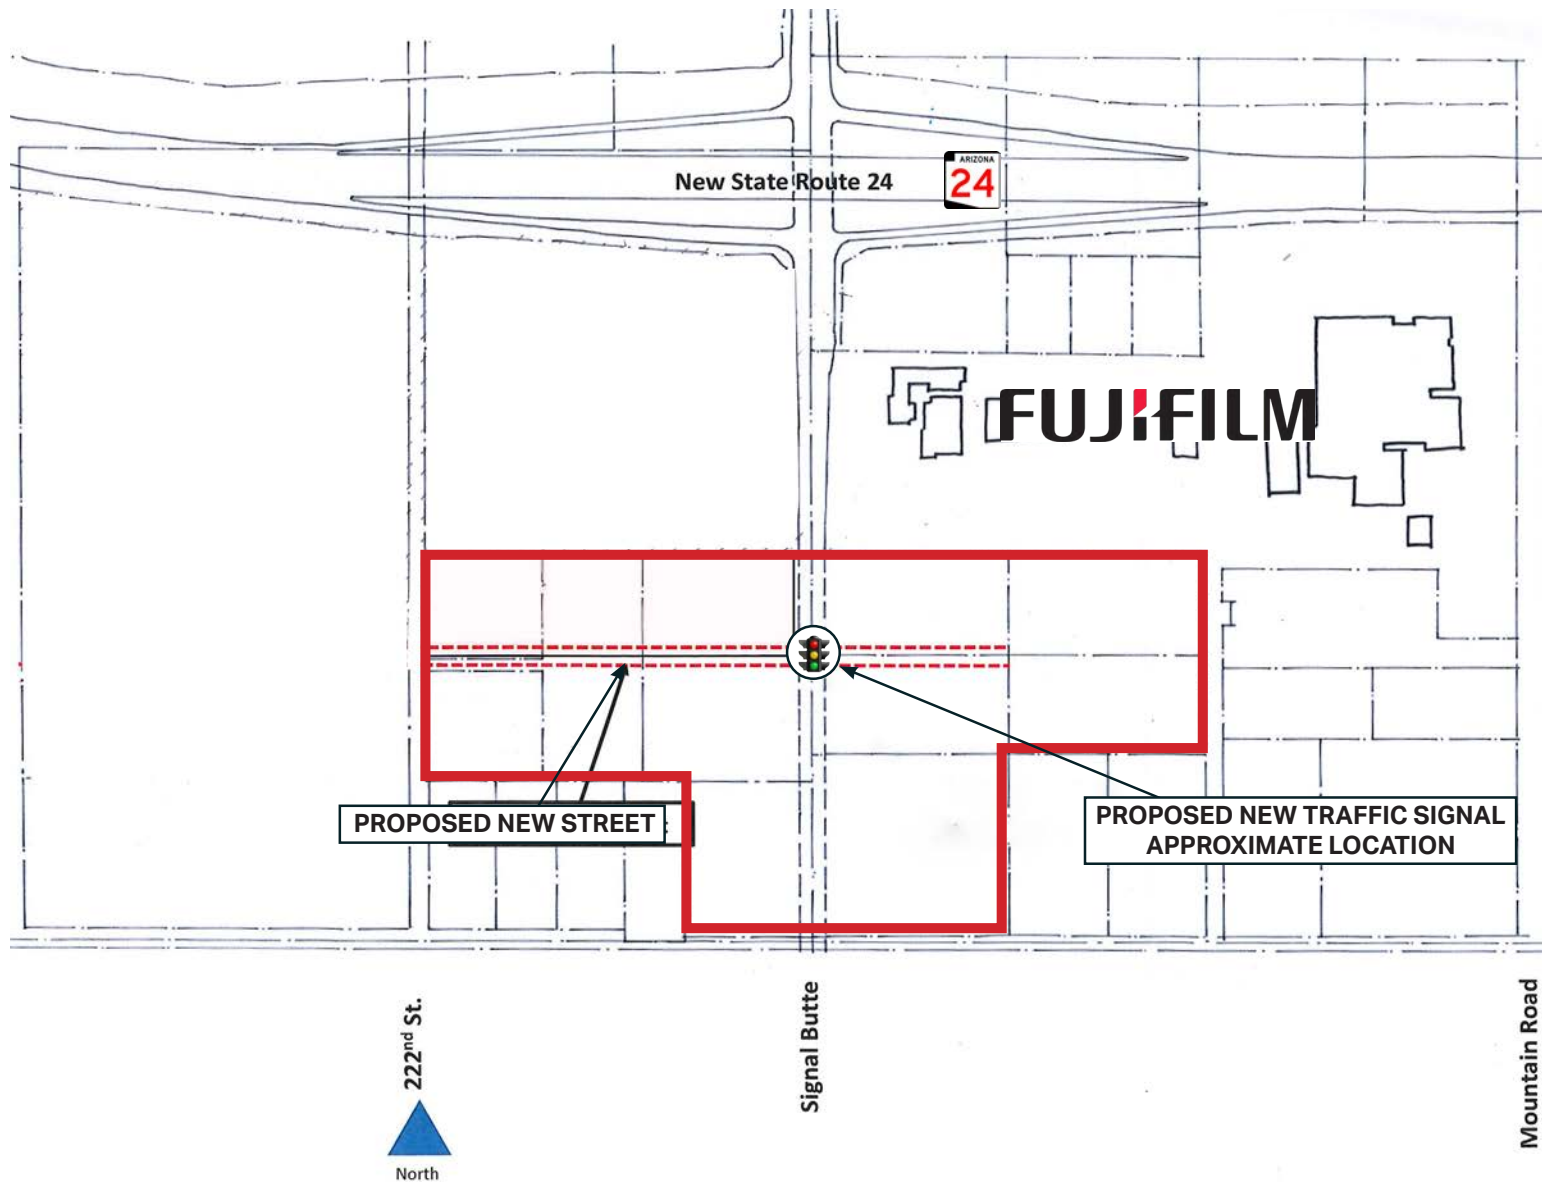 New State Route 24
ARIZONA
24
FUJIFILM
PROPOSED NEW STREET
PROPOSED NEW TRAFFIC SIGNAL
APPROXIMATE LOCATION
222nd St.
Signal Butte
Mountain Road
North